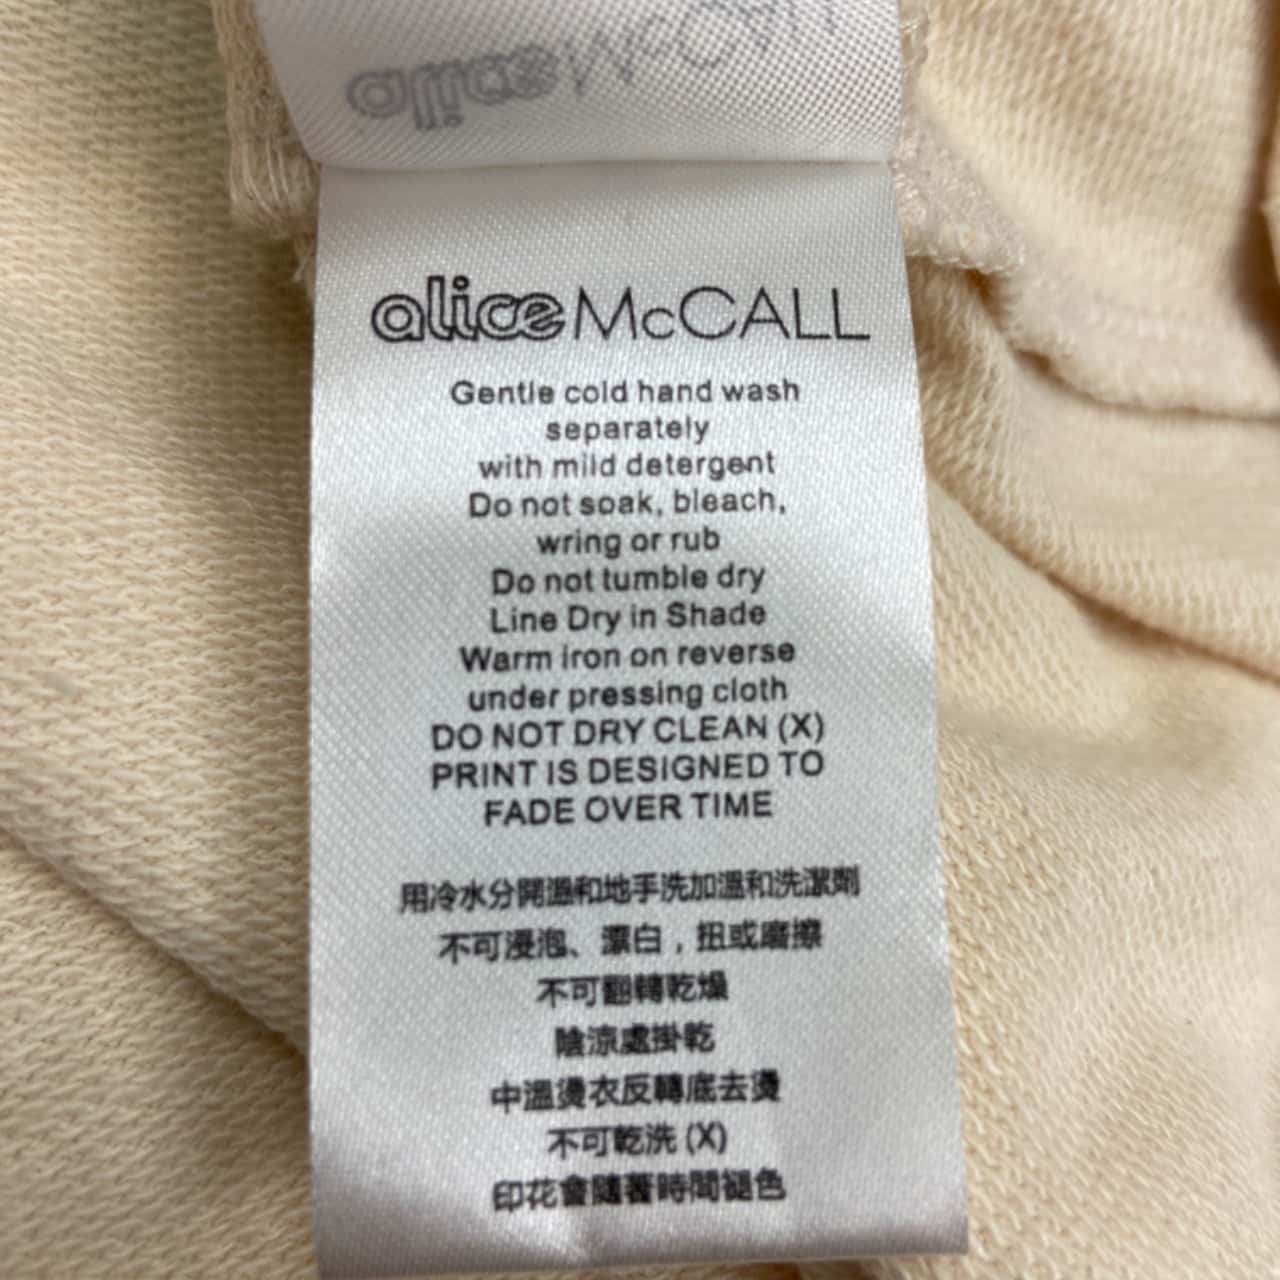 alice McCALL
alice McCALL
Gentle cold hand wash
separately
with mild detergent
Do not soak, bleach,
wring or rub
Do not tumble dry
Line Dry in Shade
Warm iron on reverse
under pressing cloth
DO NOT DRY CLEAN (X)
PRINT IS DESIGNED TO
FADE OVER TIME
用冷水分開溫和地手洗加溫和洗潔劑
不可浸泡、漂白，扭或磨擦
不可翻轉乾燥
陰涼處掛乾
中溫燙衣反轉底去燙
不可乾洗 (X)
印花會隨著時間褪色